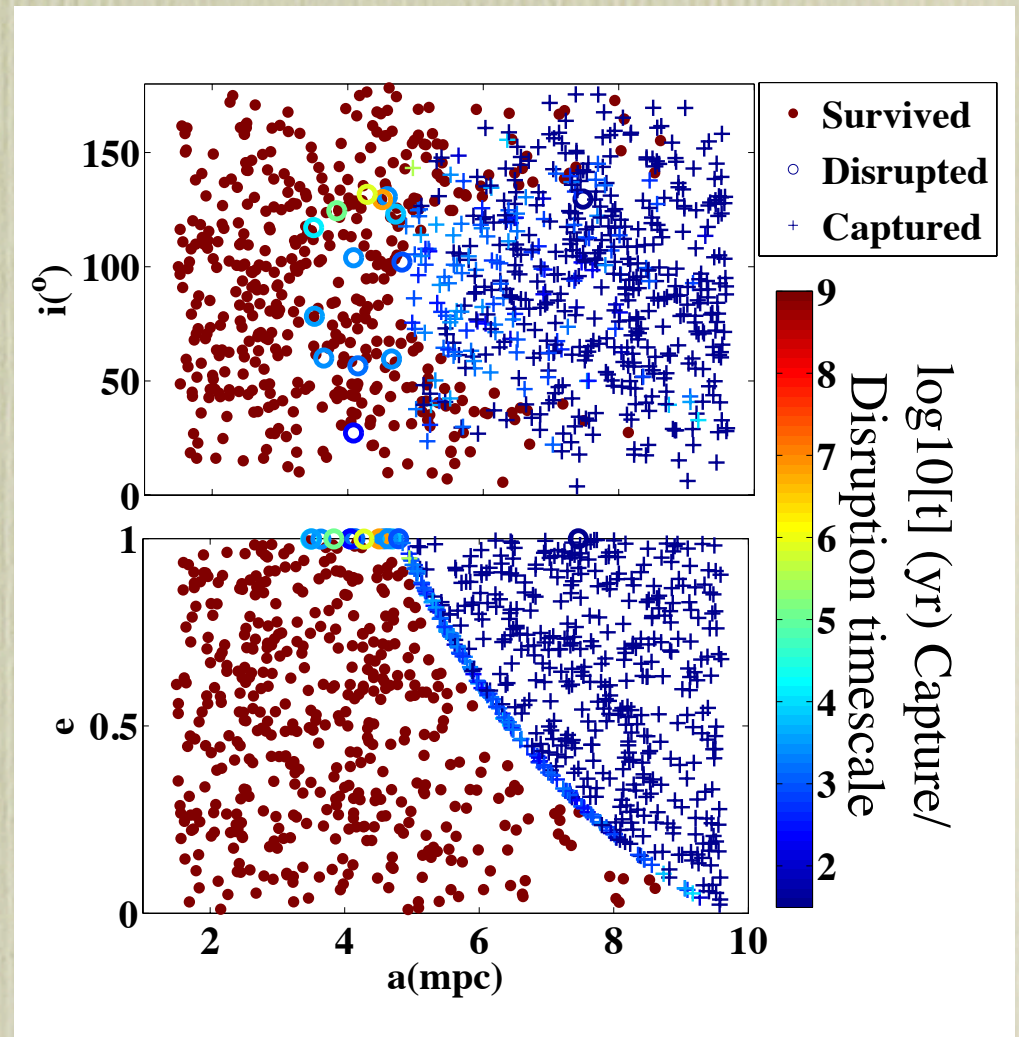 150
100
50
0
i(⁰)
Survived
Disrupted
Captured
1
0.5
0
e
2
4
6
8
10
a(mpc)
9
8
7
6
5
4
3
2
log10[t] (yr) Capture/
Disruption timescale